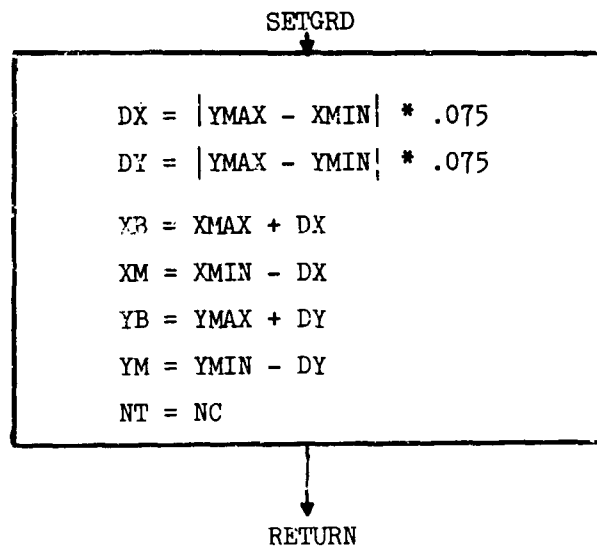 SETGRD
DX = |YMAX - XMIN| * .075
DY = |YMAX - YMIN| * .075
XB = XMAX + DX
XM = XMIN - DX
YB = YMAX + DY
YM = YMIN - DY
NT = NC
RETURN